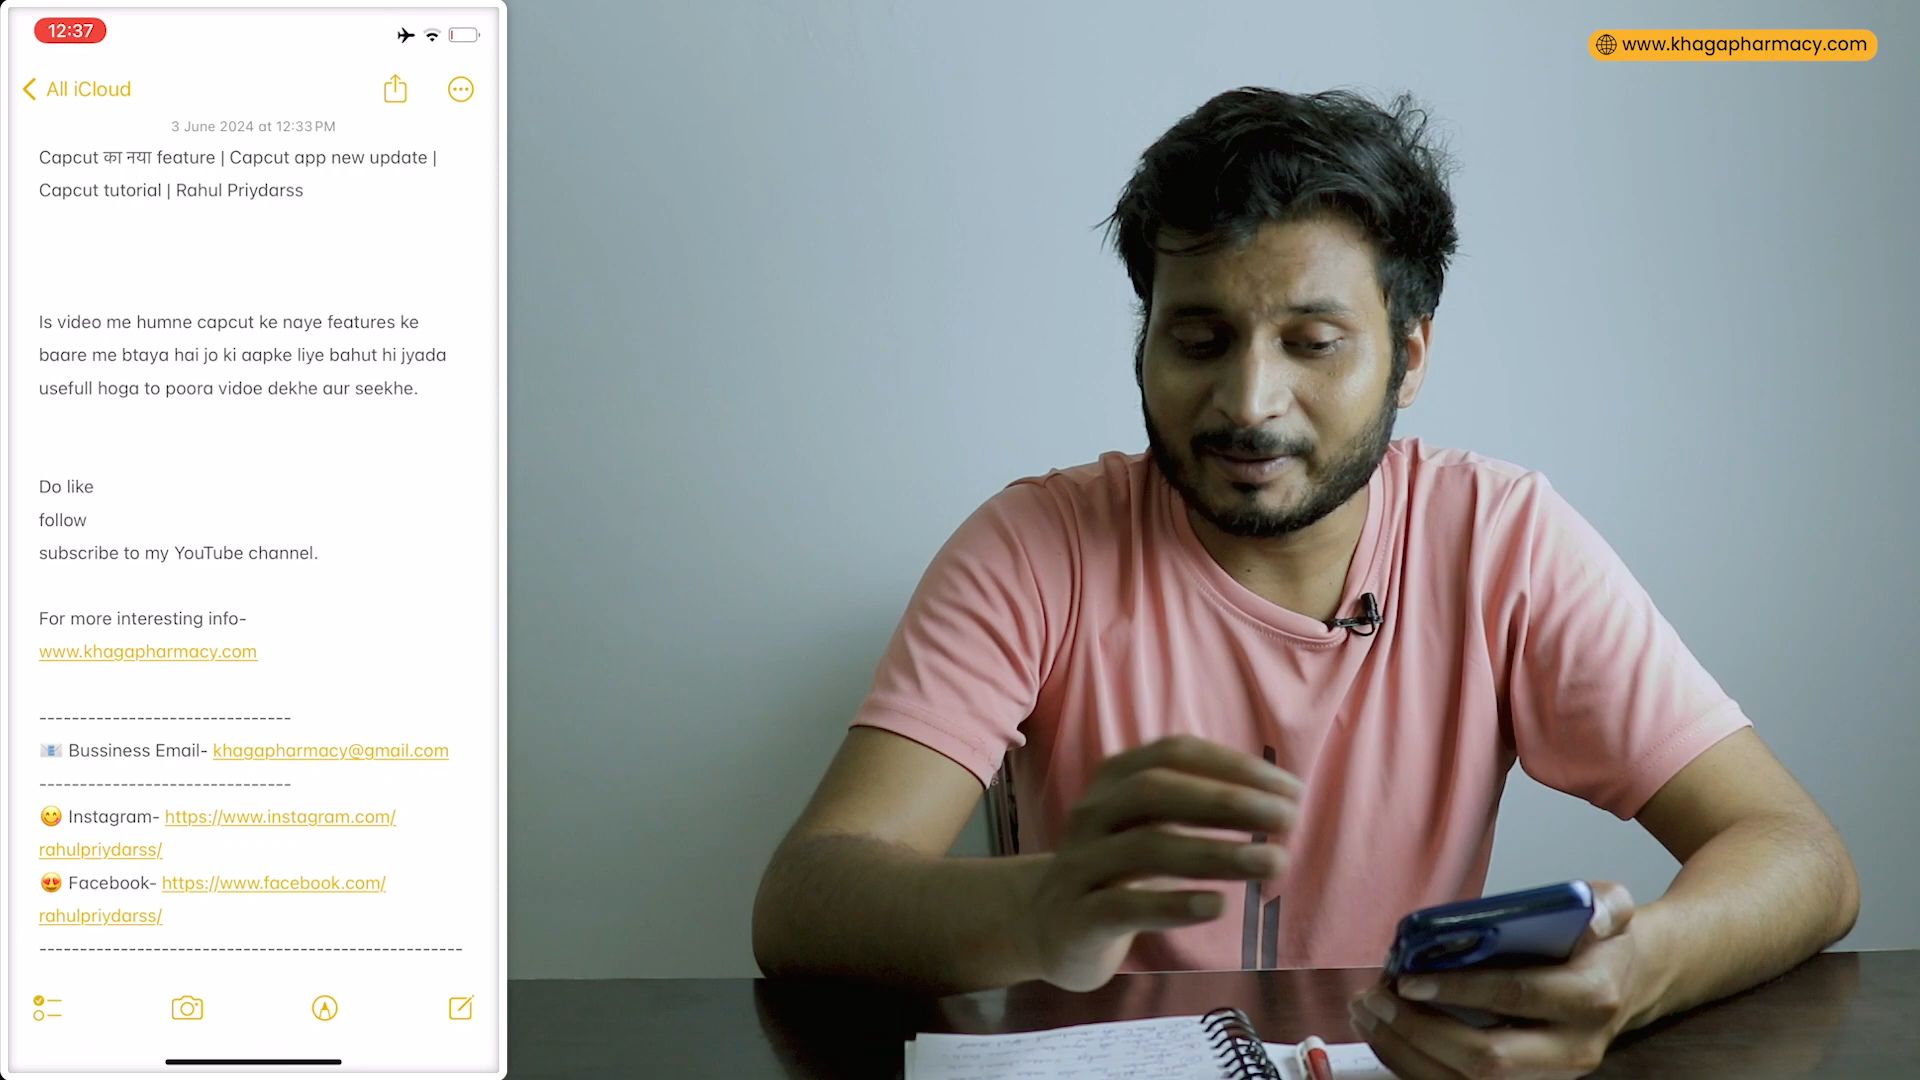 12:37
www.khagapharmacy.com
All iCloud
3 June 2024 at 12:33 PM
Capcut का नया feature | Capcut app new update |
Capcut tutorial | Rahul Priydarss
Is video me humne capcut ke naye features ke
baare me btaya hai jo ki aapke liye bahut hi jyada
usefull hoga to poora vidoe dekhe aur seekhe.
Do like
follow
subscribe to my YouTube channel.
For more interesting info-
www.khagapharmacy.com
-------------------------------
📧 Bussiness Email- khagapharmacy@gmail.com
-------------------------------
😋 Instagram- https://www.instagram.com/
rahulpriydarss/
😍 Facebook- https://www.facebook.com/
rahulpriydarss/
----------------------------------------------------